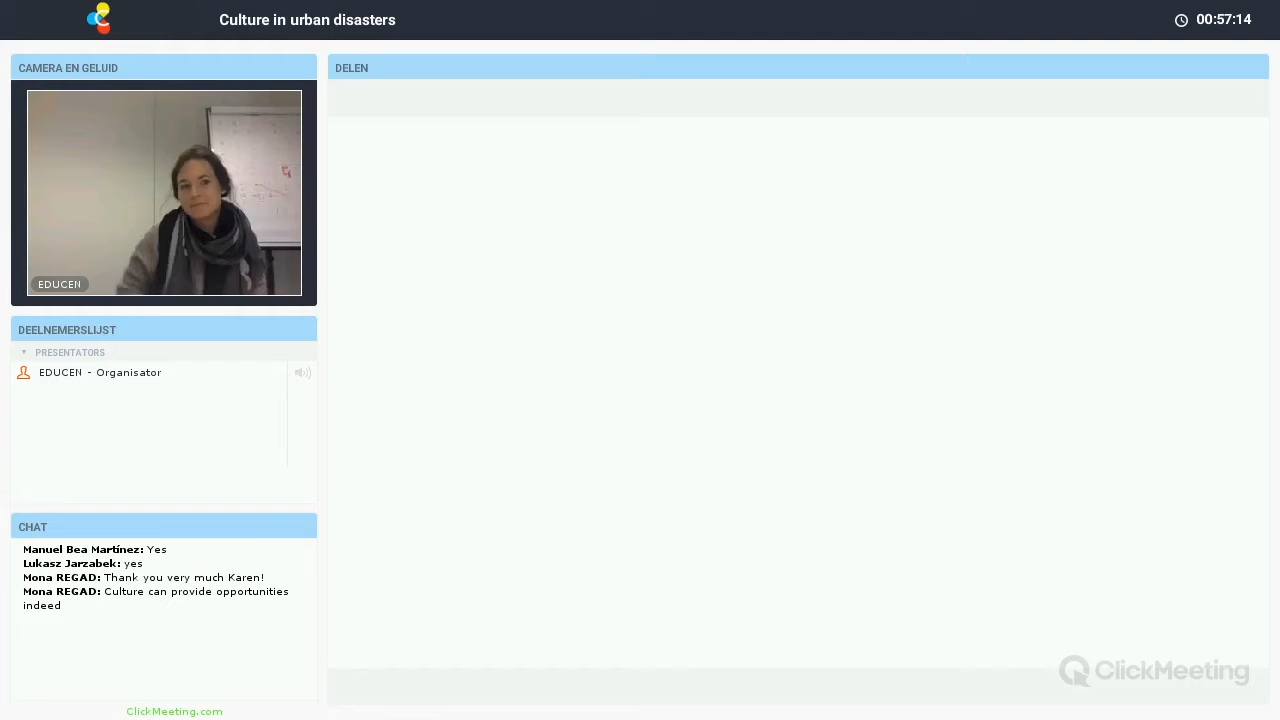 Culture in urban disasters
00:57:14
CAMERA EN GELUID
EDUCEN
DEELNEMERSLIJST
PRESENTATORS
EDUCEN - Organisator
CHAT
Manuel Bea Martínez: Yes
Lukasz Jarzabek: yes
Mona REGAD: Thank you very much Karen!
Mona REGAD: Culture can provide opportunities
indeed
ClickMeeting.com
DELEN
ClickMeeting